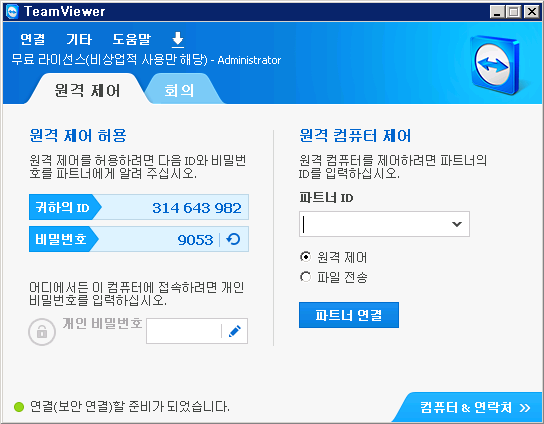 TeamViewer
연결 기타 도움말
무료 라이선스(비상업적 사용만 해당) - Administrator
원격 제어 회의
원격 제어 허용
원격 제어를 허용하려면 다음 ID와 비밀번
호를 파트너에게 알려 주십시오.
귀하의 ID 314 643 982
비밀번호 9053
어디에서든 이 컴퓨터에 접속하려면 개인
비밀번호를 입력하십시오.
개인 비밀번호
원격 컴퓨터 제어
원격 컴퓨터를 제어하려면 파트너의
ID를 입력하십시오.
파트너 ID
원격 제어
파일 전송
파트너 연결
연결(보안 연결)할 준비가 되었습니다.
컴퓨터 & 연락처 >>